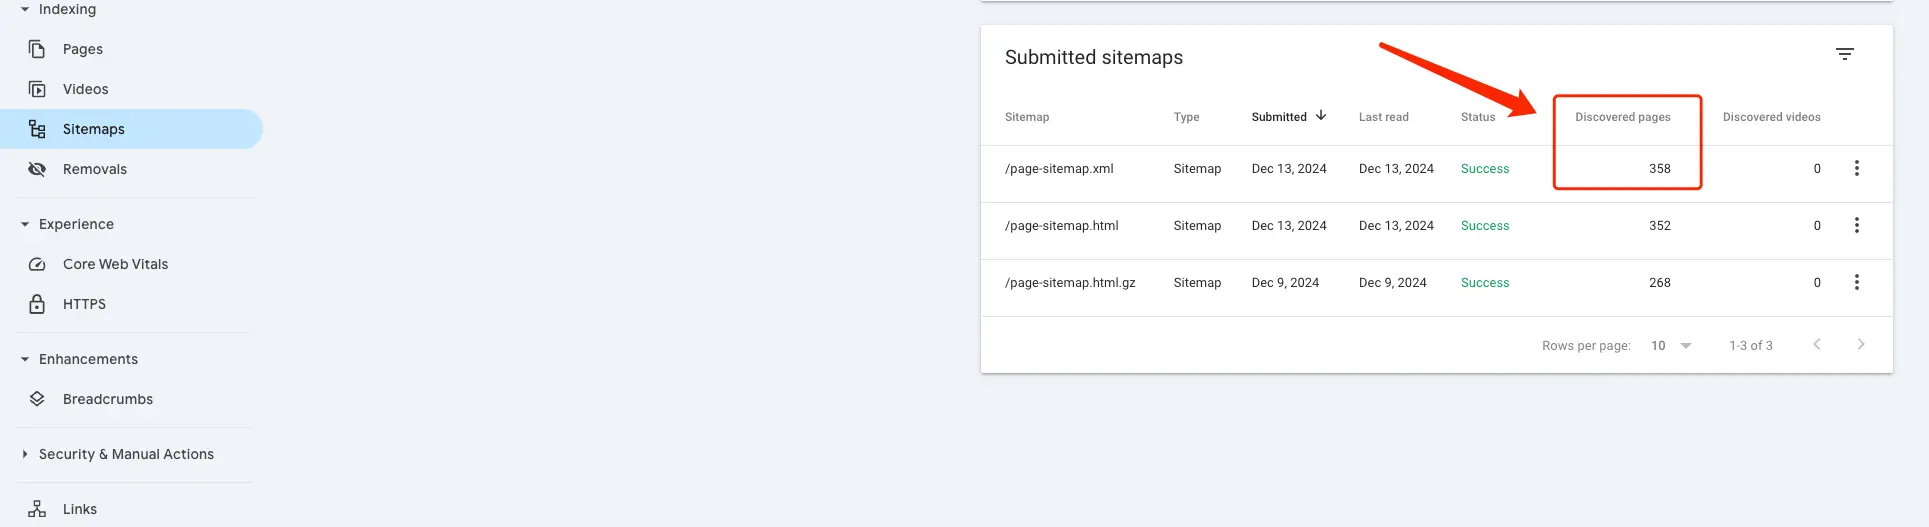 Indexing
Pages
Videos
Sitemaps
Removals
Experience
Core Web Vitals
HTTPS
Enhancements
Breadcrumbs
Security & Manual Actions
Links
Submitted sitemaps
Sitemap Type Submitted Last read Status Discovered pages Discovered videos
/page-sitemap.xml Sitemap Dec 13, 2024 Dec 13, 2024 Success 358 0
/page-sitemap.html Sitemap Dec 13, 2024 Dec 13, 2024 Success 352 0
/page-sitemap.html.gz Sitemap Dec 9, 2024 Dec 9, 2024 Success 268 0
Rows per page: 10 1-3 of 3